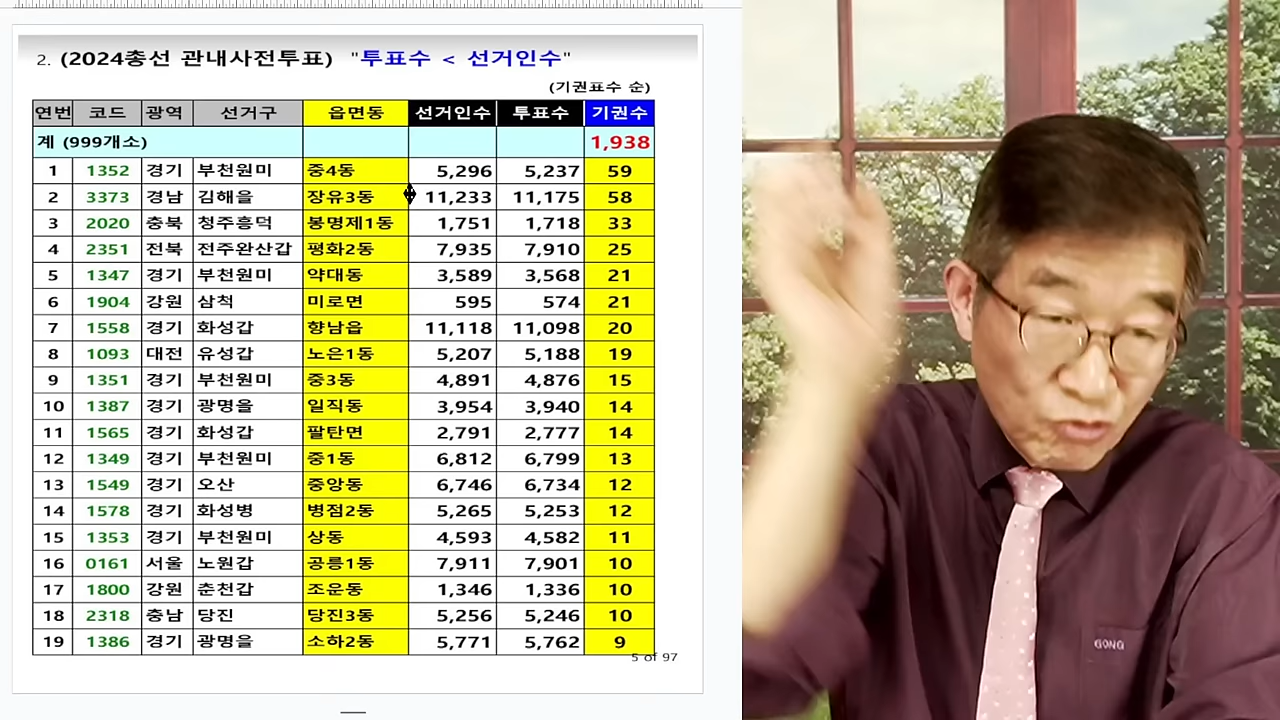 2. (2024총선 관내사전투표) "투표수 < 선거인수"
(기권표수 순)
연번 코드 광역 선거구 읍면동 선거인수 투표수 기권수
계 (999개소) 1,938
1 1352 경기 부천원미 중4동 5,296 5,237 59
2 3373 경남 김해을 장유3동 11,233 11,175 58
3 2020 충북 청주흥덕 봉명제1동 1,751 1,718 33
4 2351 전북 전주완산갑 평화2동 7,935 7,910 25
5 1347 경기 부천원미 약대동 3,589 3,568 21
6 1904 강원 삼척 미로면 595 574 21
7 1558 경기 화성갑 향남읍 11,118 11,098 20
8 1093 대전 유성갑 노은1동 5,207 5,188 19
9 1351 경기 부천원미 중3동 4,891 4,876 15
10 1387 경기 광명을 일직동 3,954 3,940 14
11 1565 경기 화성갑 팔탄면 2,791 2,777 14
12 1349 경기 부천원미 중1동 6,812 6,799 13
13 1549 경기 오산 중앙동 6,746 6,734 12
14 1578 경기 화성병 병점2동 5,265 5,253 12
15 1353 경기 부천원미 상동 4,593 4,582 11
16 0161 서울 노원갑 공릉1동 7,911 7,901 10
17 1800 강원 춘천갑 조운동 1,346 1,336 10
18 2318 충남 당진 당진3동 5,256 5,246 10
19 1386 경기 광명을 소하2동 5,771 5,762 9
5 of 97
GONG